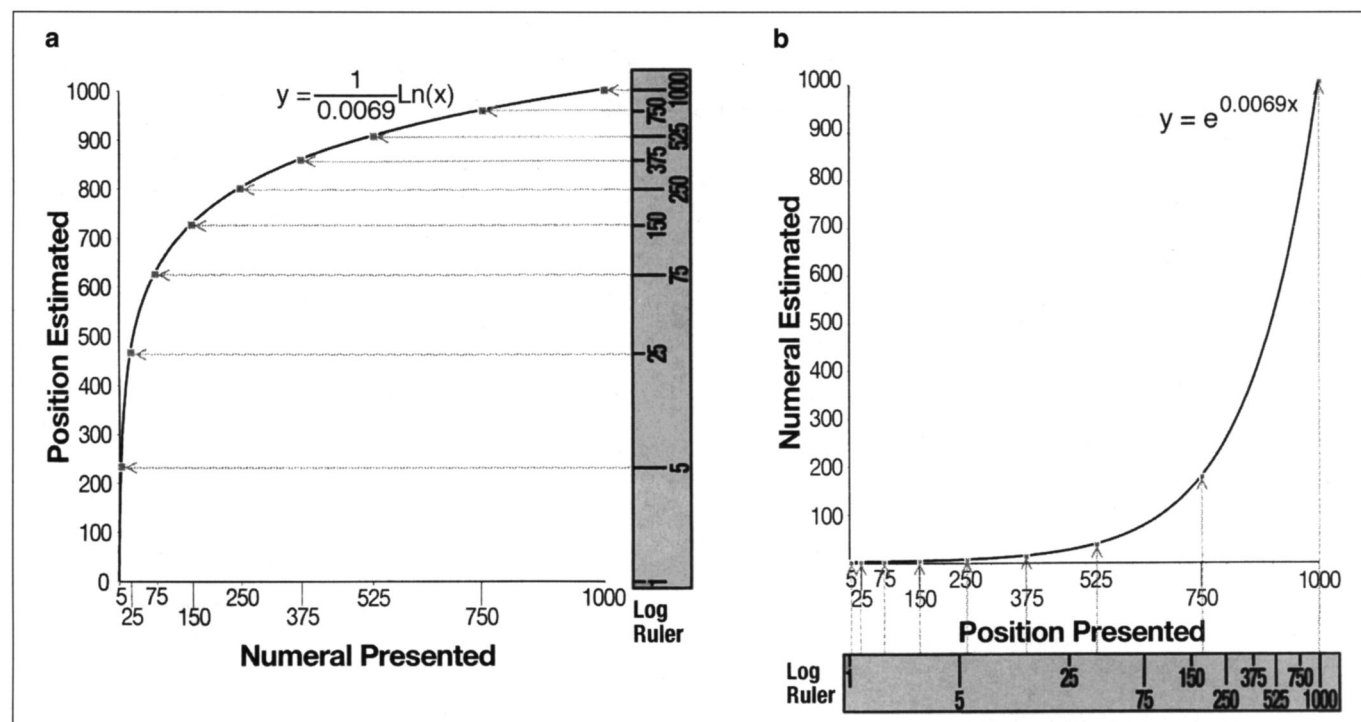 a
y = 1/0.0069 Ln(x)
Position Estimated
1000
900
800
700
600
500
400
300
200
100
0
5 75 250 525 1000
25 150 375 750
Numeral Presented
1000
750
525
375
250
150
75
25
5
1
Log
Ruler
b
y = e^0.0069x
Numeral Estimated
1000
900
800
700
600
500
400
300
200
100
5 75 250 525 1000
25 150 375 750
Position Presented
Log
Ruler
1 25 150 375 750
5 75 250 525 1000